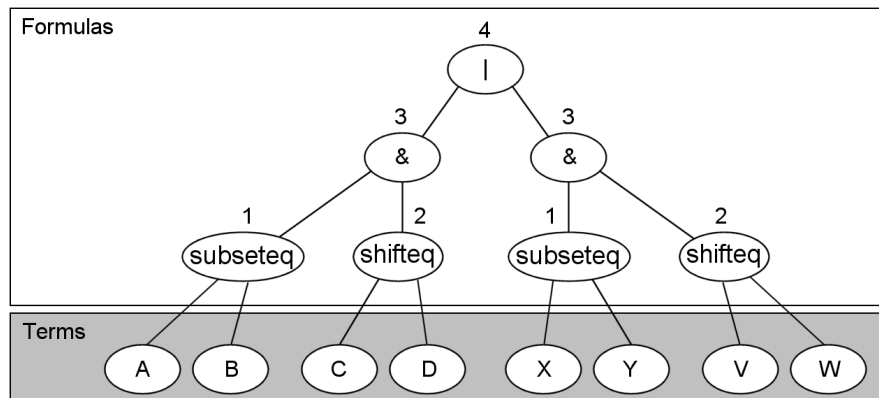 Formulas
4
|
3 3
& &
1 2 1 2
subseteq shifteq subseteq shifteq
Terms
A B C D X Y V W